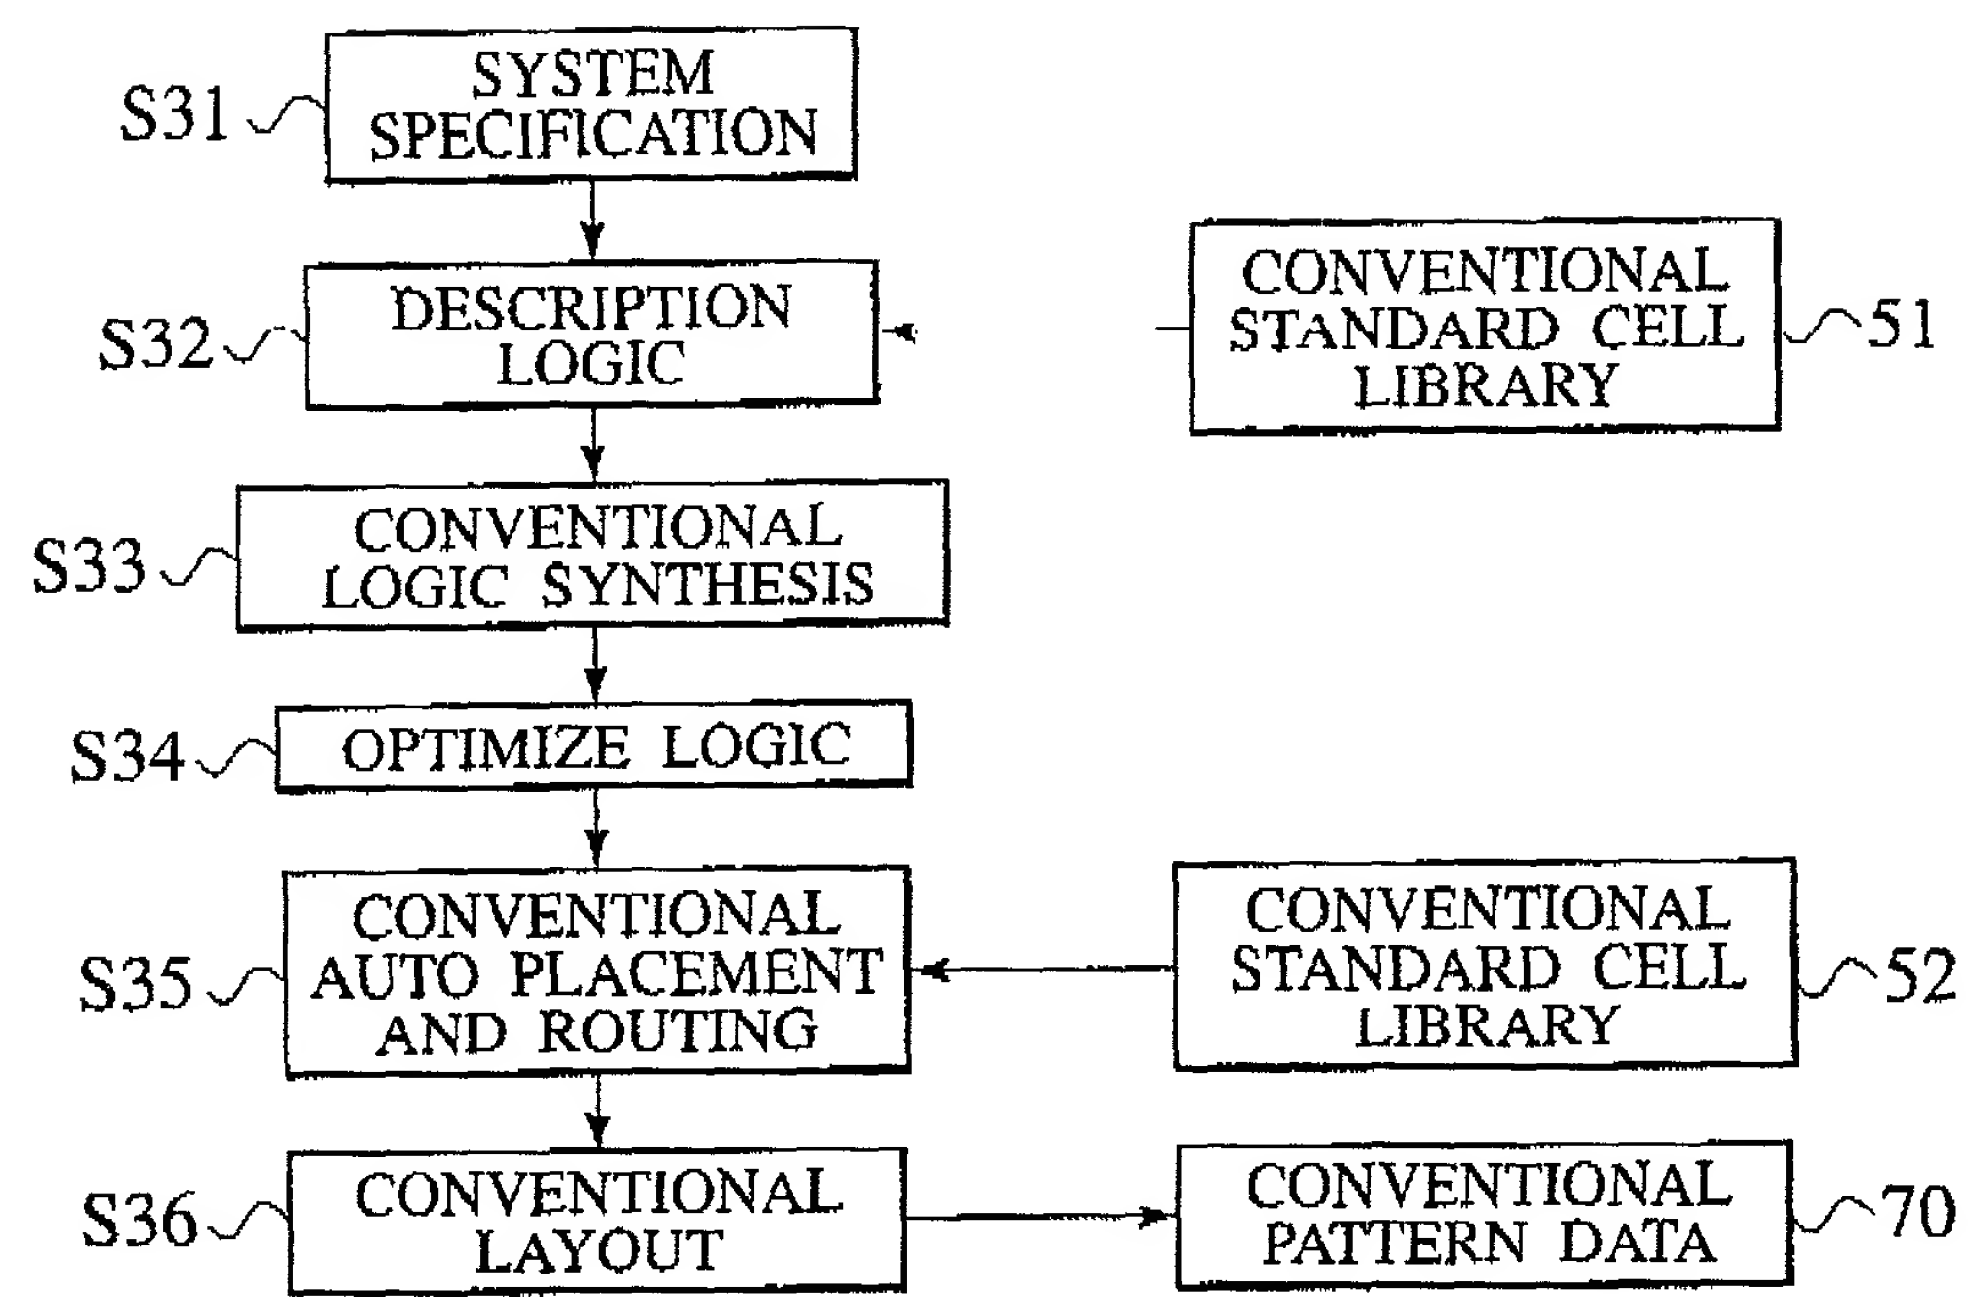 S31
SYSTEM
SPECIFICATION
S32
DESCRIPTION
LOGIC
CONVENTIONAL
STANDARD CELL
LIBRARY
51
S33
CONVENTIONAL
LOGIC SYNTHESIS
S34
OPTIMIZE LOGIC
S35
CONVENTIONAL
AUTO PLACEMENT
AND ROUTING
CONVENTIONAL
STANDARD CELL
LIBRARY
52
S36
CONVENTIONAL
LAYOUT
CONVENTIONAL
PATTERN DATA
70